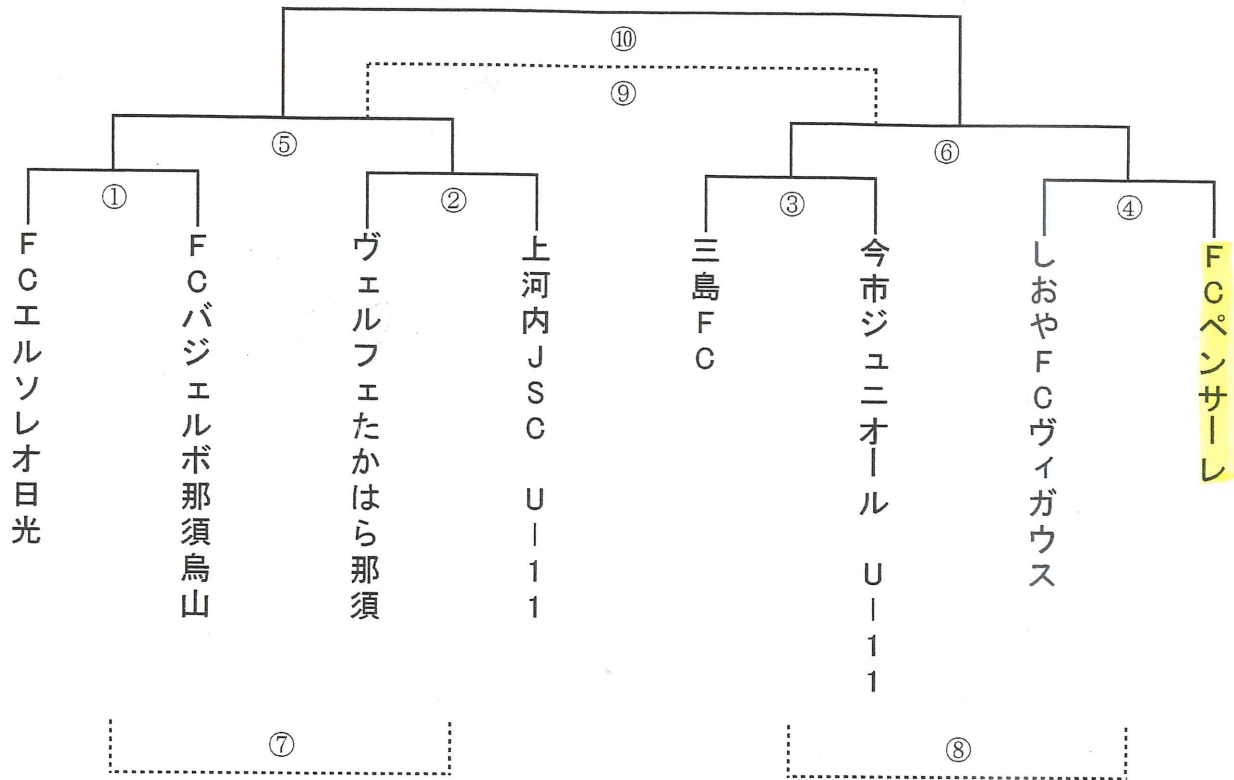 ⑩
⑨
⑤
⑥
①
②
③
④
FCエルソレオ日光
FCバジェルボ那須烏山
ヴェルフェたかはら那須
上河内JSC U-11
三島FC
今市ジュニオール U-11
しおやFCヴィガウス
FCペンサーレ
⑦
⑧